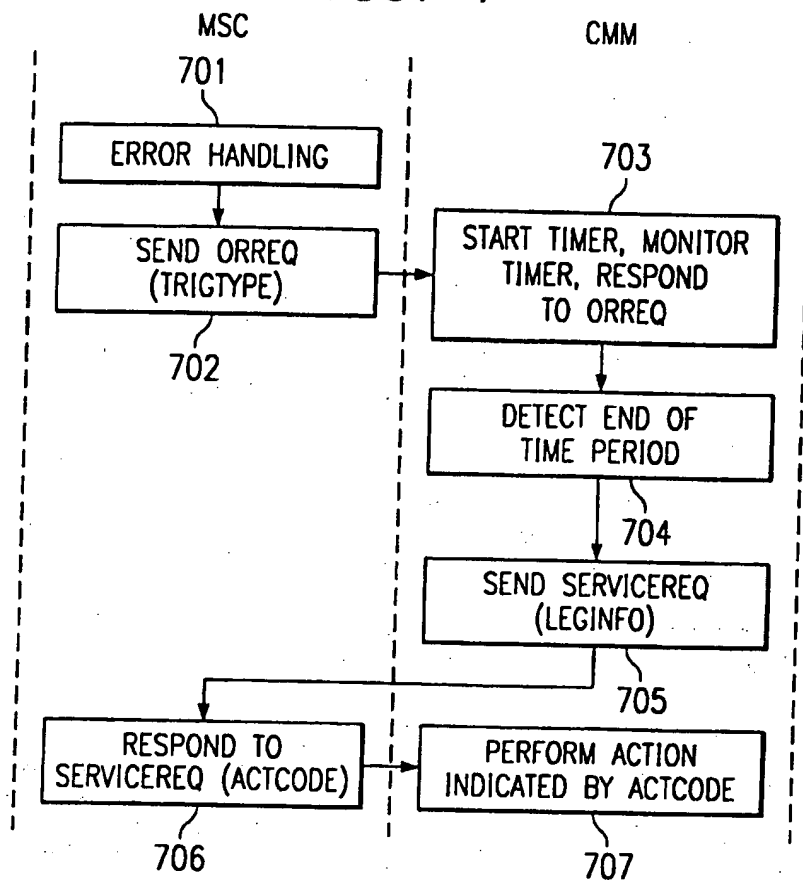 MSC
CMM
701
ERROR HANDLING
703
SEND ORREQ
(TRIGTYPE)
702
START TIMER, MONITOR
TIMER, RESPOND
TO ORREQ
DETECT END OF
TIME PERIOD
704
SEND SERVICEREQ
(LEGINFO)
705
RESPOND TO
SERVICEREQ (ACTCODE)
706
PERFORM ACTION
INDICATED BY ACTCODE
707